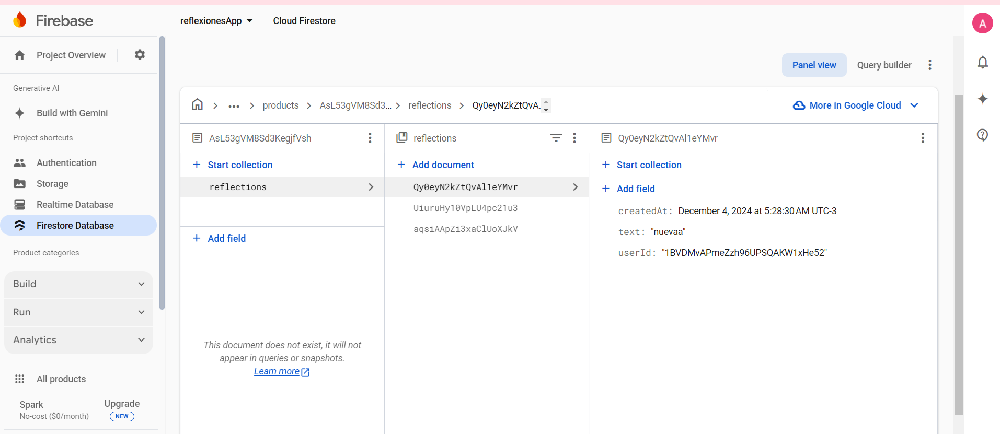 Firebase
reflexionesApp
Cloud Firestore
A
Project Overview
Generative AI
Build with Gemini
Project shortcuts
Authentication
Storage
Realtime Database
Firestore Database
Product categories
Build
Run
Analytics
All products
Spark
No-cost ($0/month)
Upgrade
NEW
Panel view
Query builder
... products AsL53gVM8Sd3... reflections Qy0eyN2kZtQvA.
More in Google Cloud
AsL53gVM8Sd3KegjfVsh
+ Start collection
reflections
+ Add field
This document does not exist, it will not
appear in queries or snapshots.
Learn more
reflections
+ Add document
Qy0eyN2kZtQvAl1eYMvr
UiuruHy10VpLU4pc21u3
aqsiAApZi3xaClUoXJkV
Qy0eyN2kZtQvAl1eYMvr
+ Start collection
+ Add field
createdAt: December 4, 2024 at 5:28:30 AM UTC-3
text: "nuevaa"
userId: "1BVDMvAPmeZzh96UPSQAKW1xHe52"